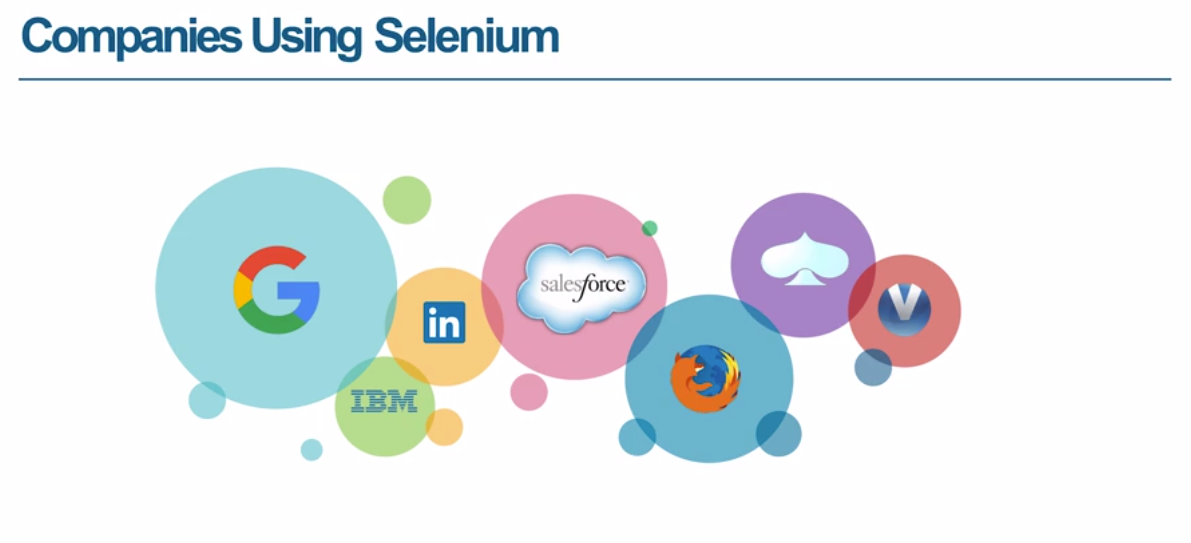 Companies Using Selenium
G
in
salesforce
IBM
V